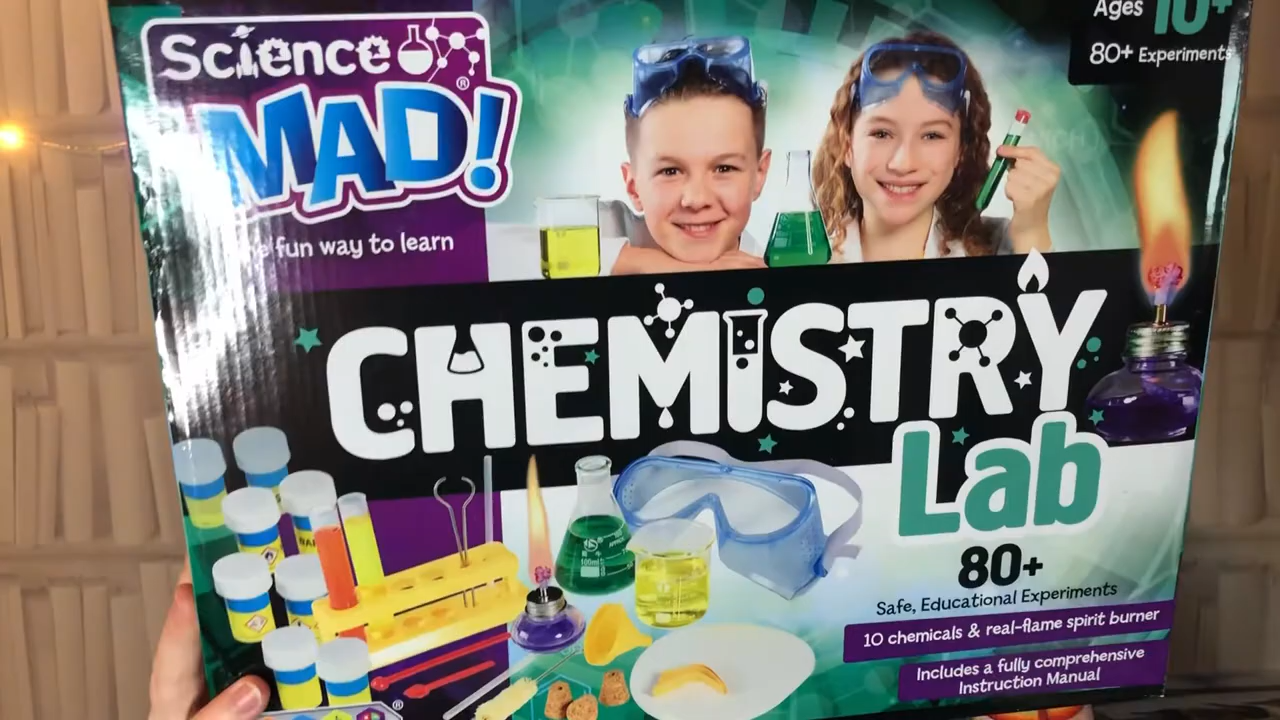 Science
MAD!
®
fun way to learn
Ages 10+
80+ Experiments
CHEMISTRY
Lab
80+
Safe, Educational Experiments
10 chemicals & real-flame spirit burner
Includes a fully comprehensive
Instruction Manual
100ml
®